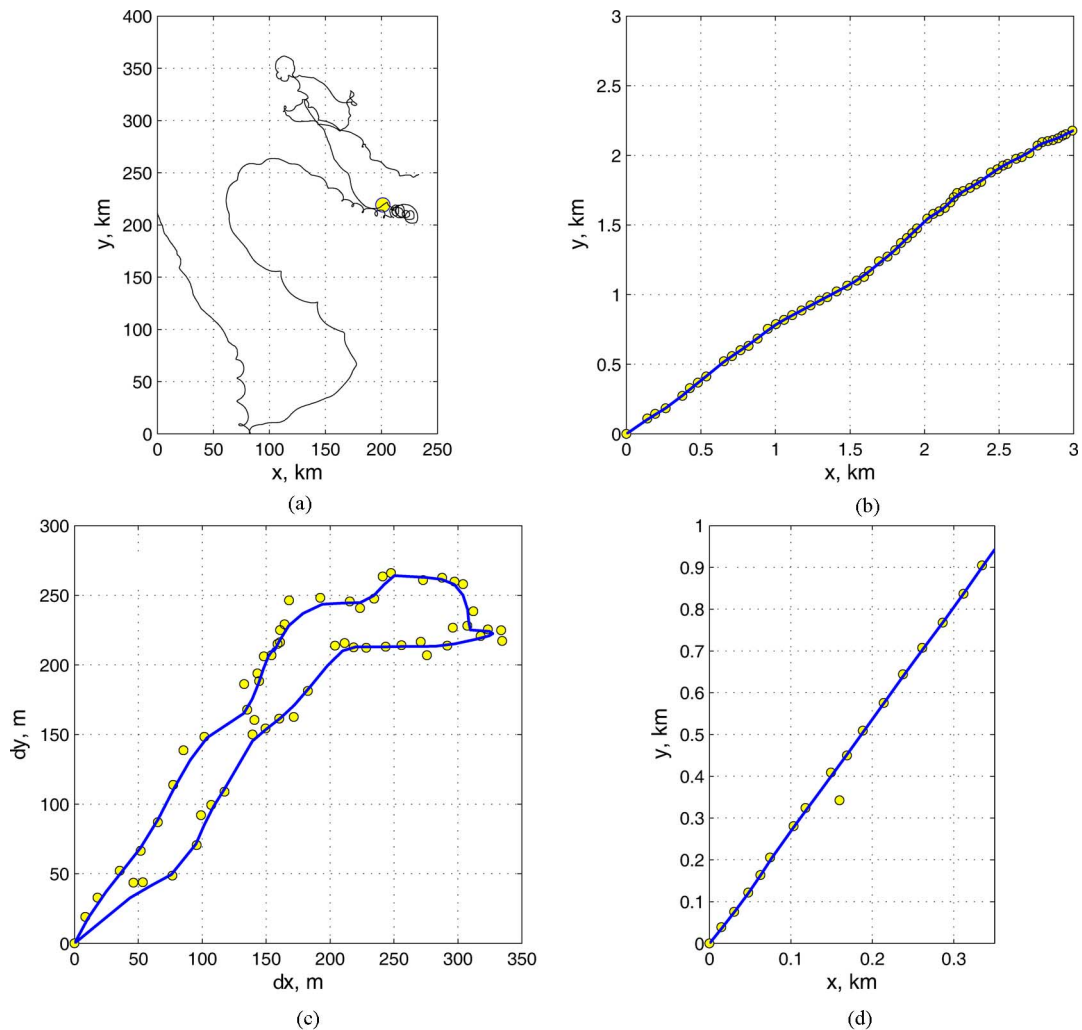 400
350
300
250
200
150
100
50
0
y, km
0 50 100 150 200 250
x, km
(a)
3
2.5
2
1.5
1
0.5
0
y, km
0 0.5 1 1.5 2 2.5 3
x, km
(b)
300
250
200
150
100
50
0
dy, m
0 50 100 150 200 250 300 350
dx, m
(c)
1
0.9
0.8
0.7
0.6
0.5
0.4
0.3
0.2
0.1
0
y, km
0 0.1 0.2 0.3
x, km
(d)